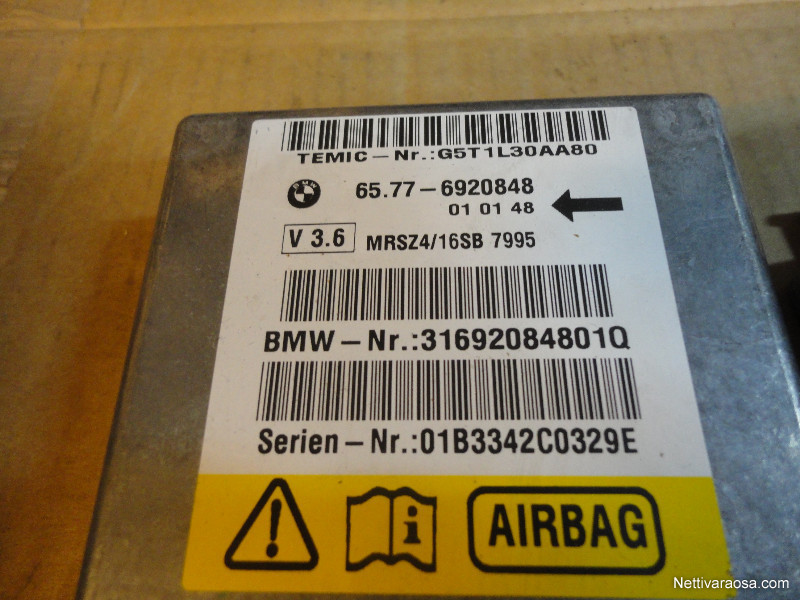 TEMIC-Nr.:G5T1L30AA80
65.77-6920848
01 01 48
V 3.6
MRSZ4/16SB 7995
BMW-Nr.:31692084801Q
Serien-Nr.:01B3342C0329E
AIRBAG
Nettivaraosa.com